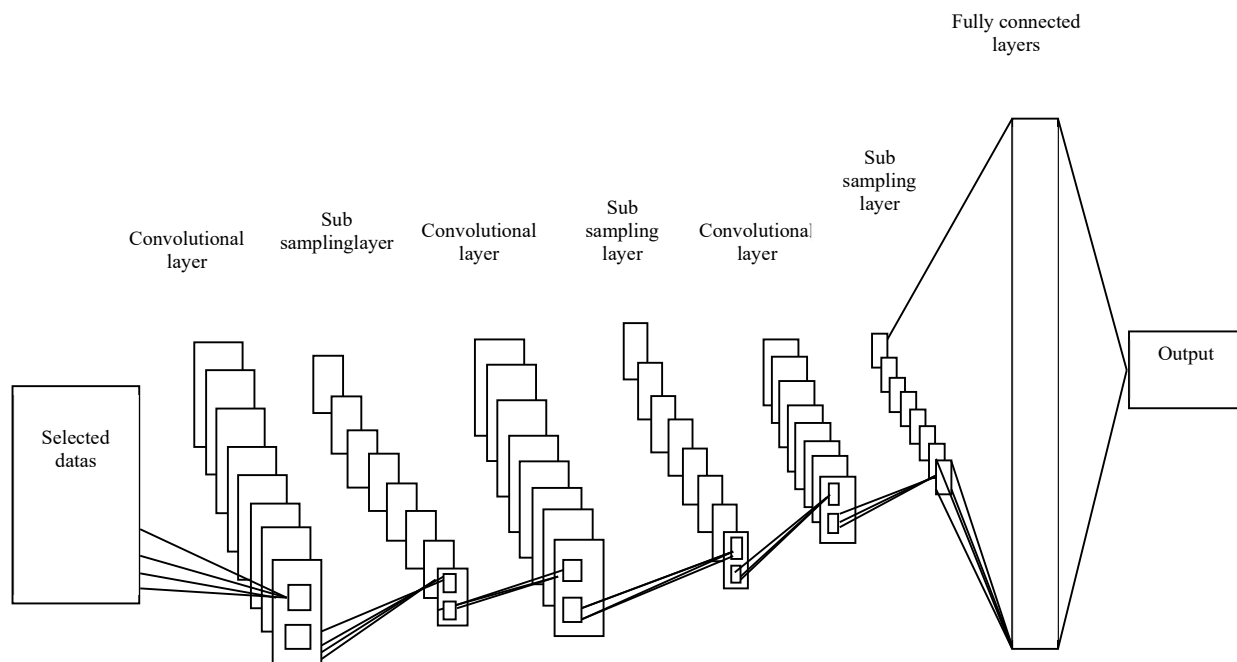 Fully connected
layers
Sub
sampling
layer
Sub
sampling
layer
Sub
samplinglayer
Convolutional
layer
Convolutional
layer
Convolutional
layer
Output
Selected
datas